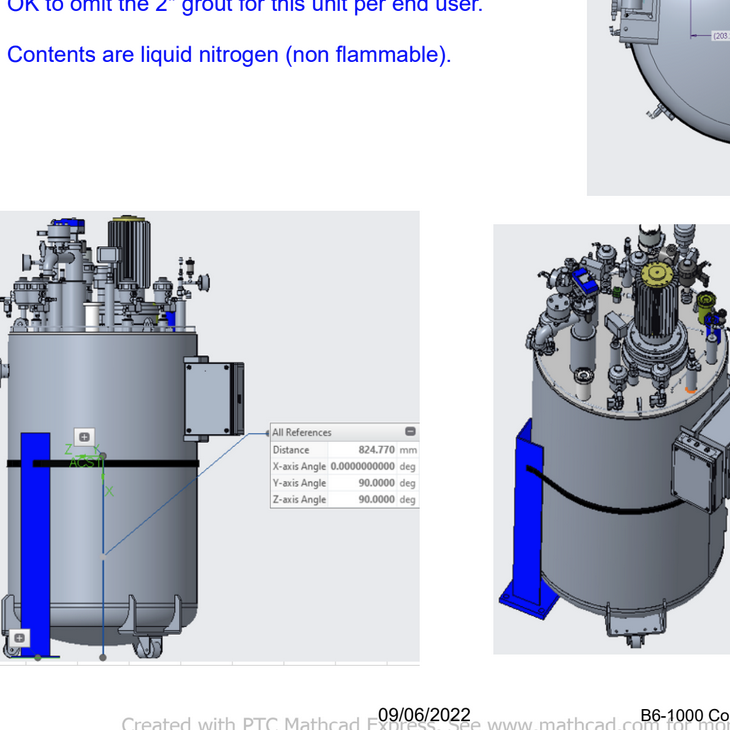 OK to omit the 2" grout for this unit per end user.
Contents are liquid nitrogen (non flammable).
[203.
Z
ACS1
X
All References
Distance 824.770 mm
X-axis Angle 0.0000000000 deg
Y-axis Angle 90.0000 deg
Z-axis Angle 90.0000 deg
09/06/2022
B6-1000 Co
Created with PTC Mathcad Express. See www.mathcad.com for mor